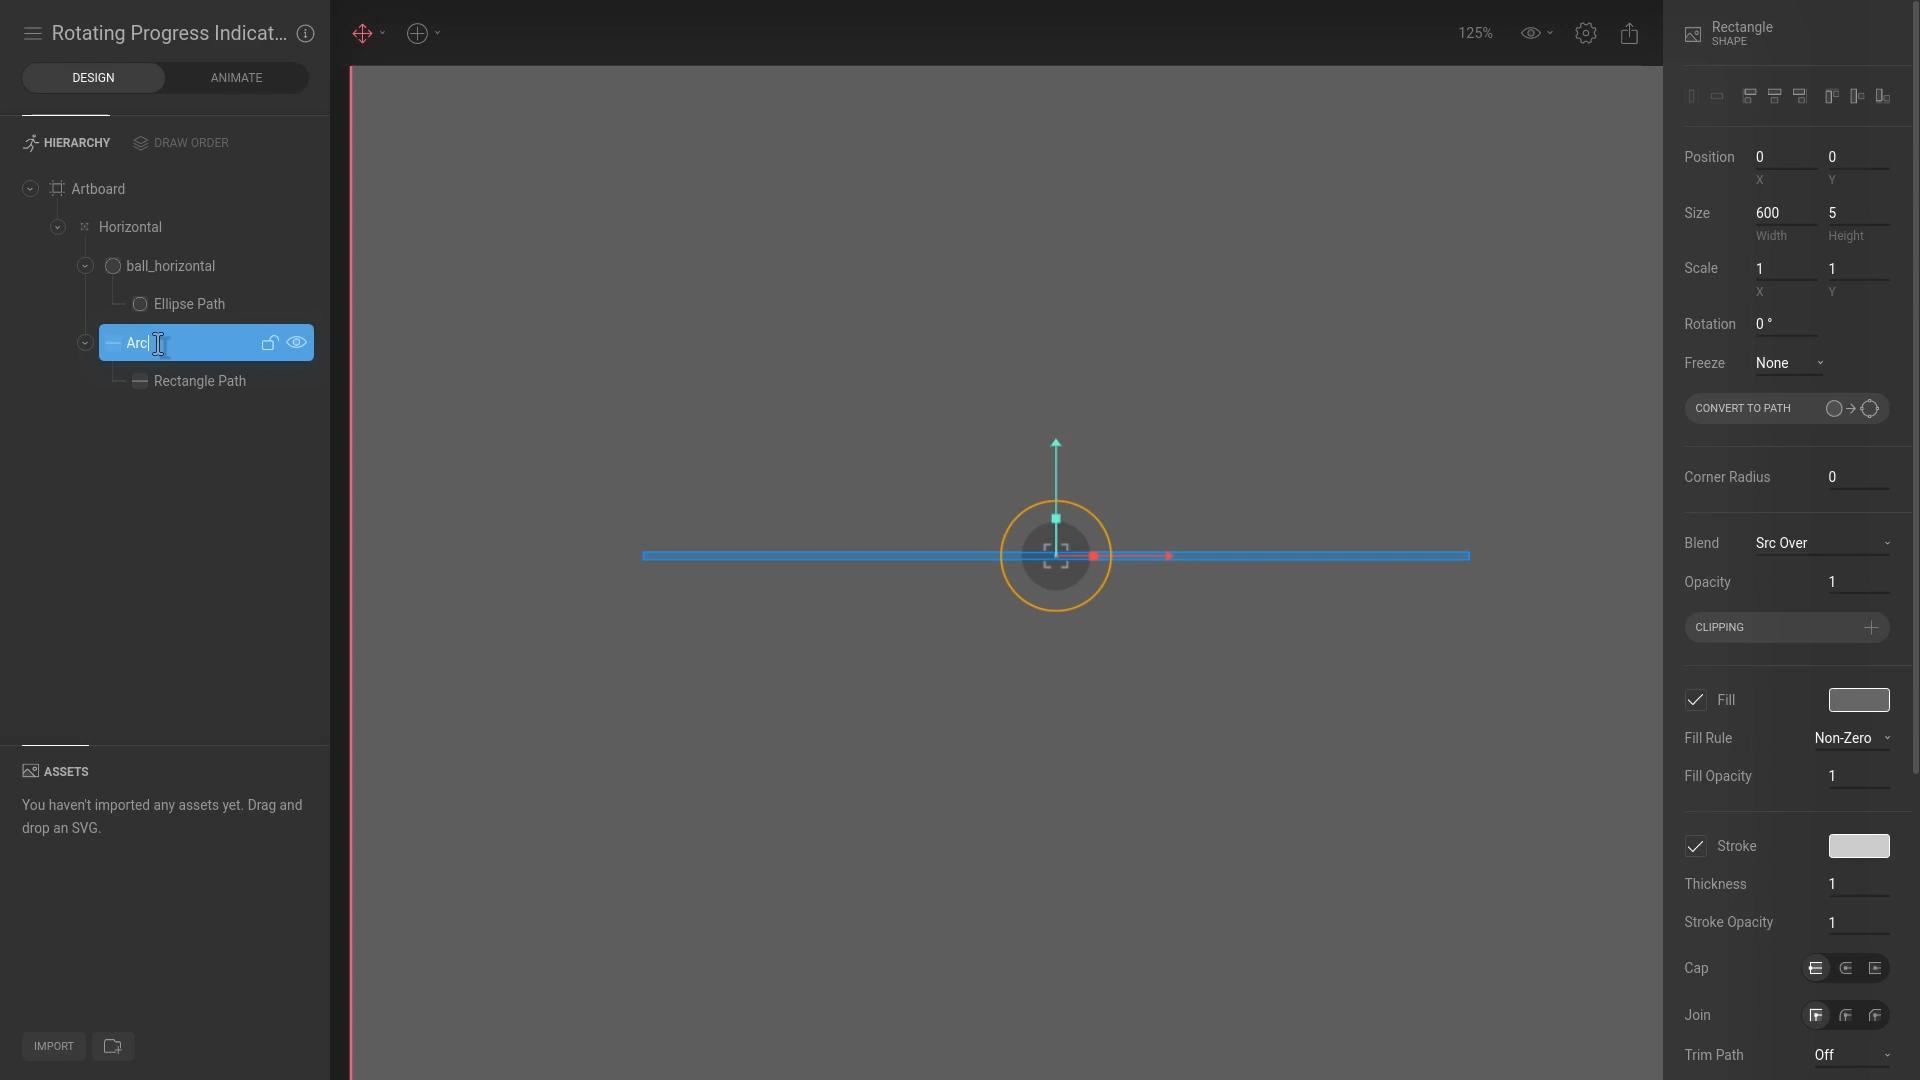 Rotating Progress Indicat...
DESIGN
ANIMATE
HIERARCHY
DRAW ORDER
Artboard
Horizontal
ball_horizontal
Ellipse Path
Arc
Rectangle Path
ASSETS
You haven't imported any assets yet. Drag and
drop an SVG.
IMPORT
125%
Rectangle
SHAPE
Position 0 0
X Y
Size 600 5
Width Height
Scale 1 1
X Y
Rotation 0 °
Freeze None
CONVERT TO PATH
Corner Radius 0
Blend Src Over
Opacity 1
CLIPPING
Fill
Fill Rule Non-Zero
Fill Opacity 1
Stroke
Thickness 1
Stroke Opacity 1
Cap
Join
Trim Path Off